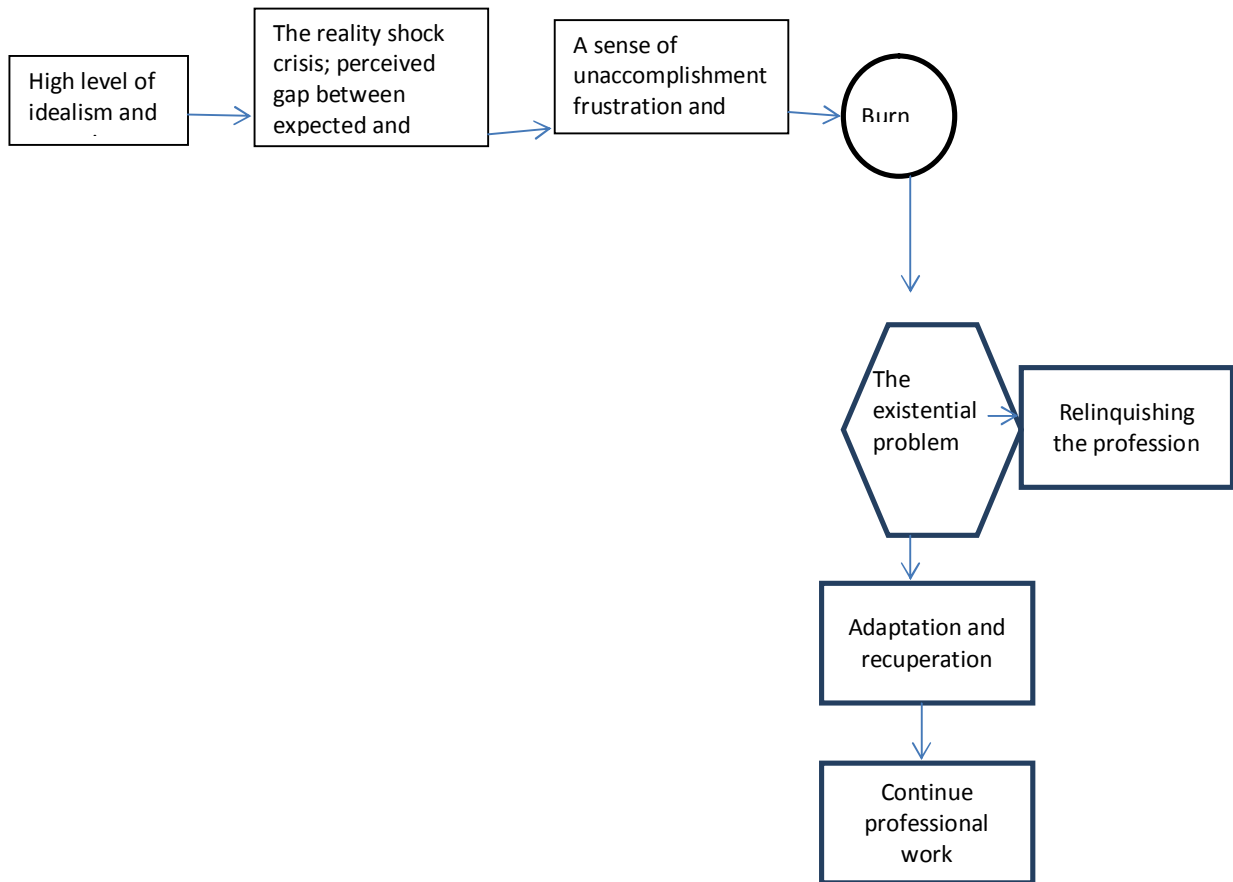 High level of
idealism and
The reality shock
crisis; perceived
gap between
expected and
A sense of
unaccomplishment
frustration and
Burn
The
existential
problem
Relinquishing
the profession
Adaptation and
recuperation
Continue
professional
work